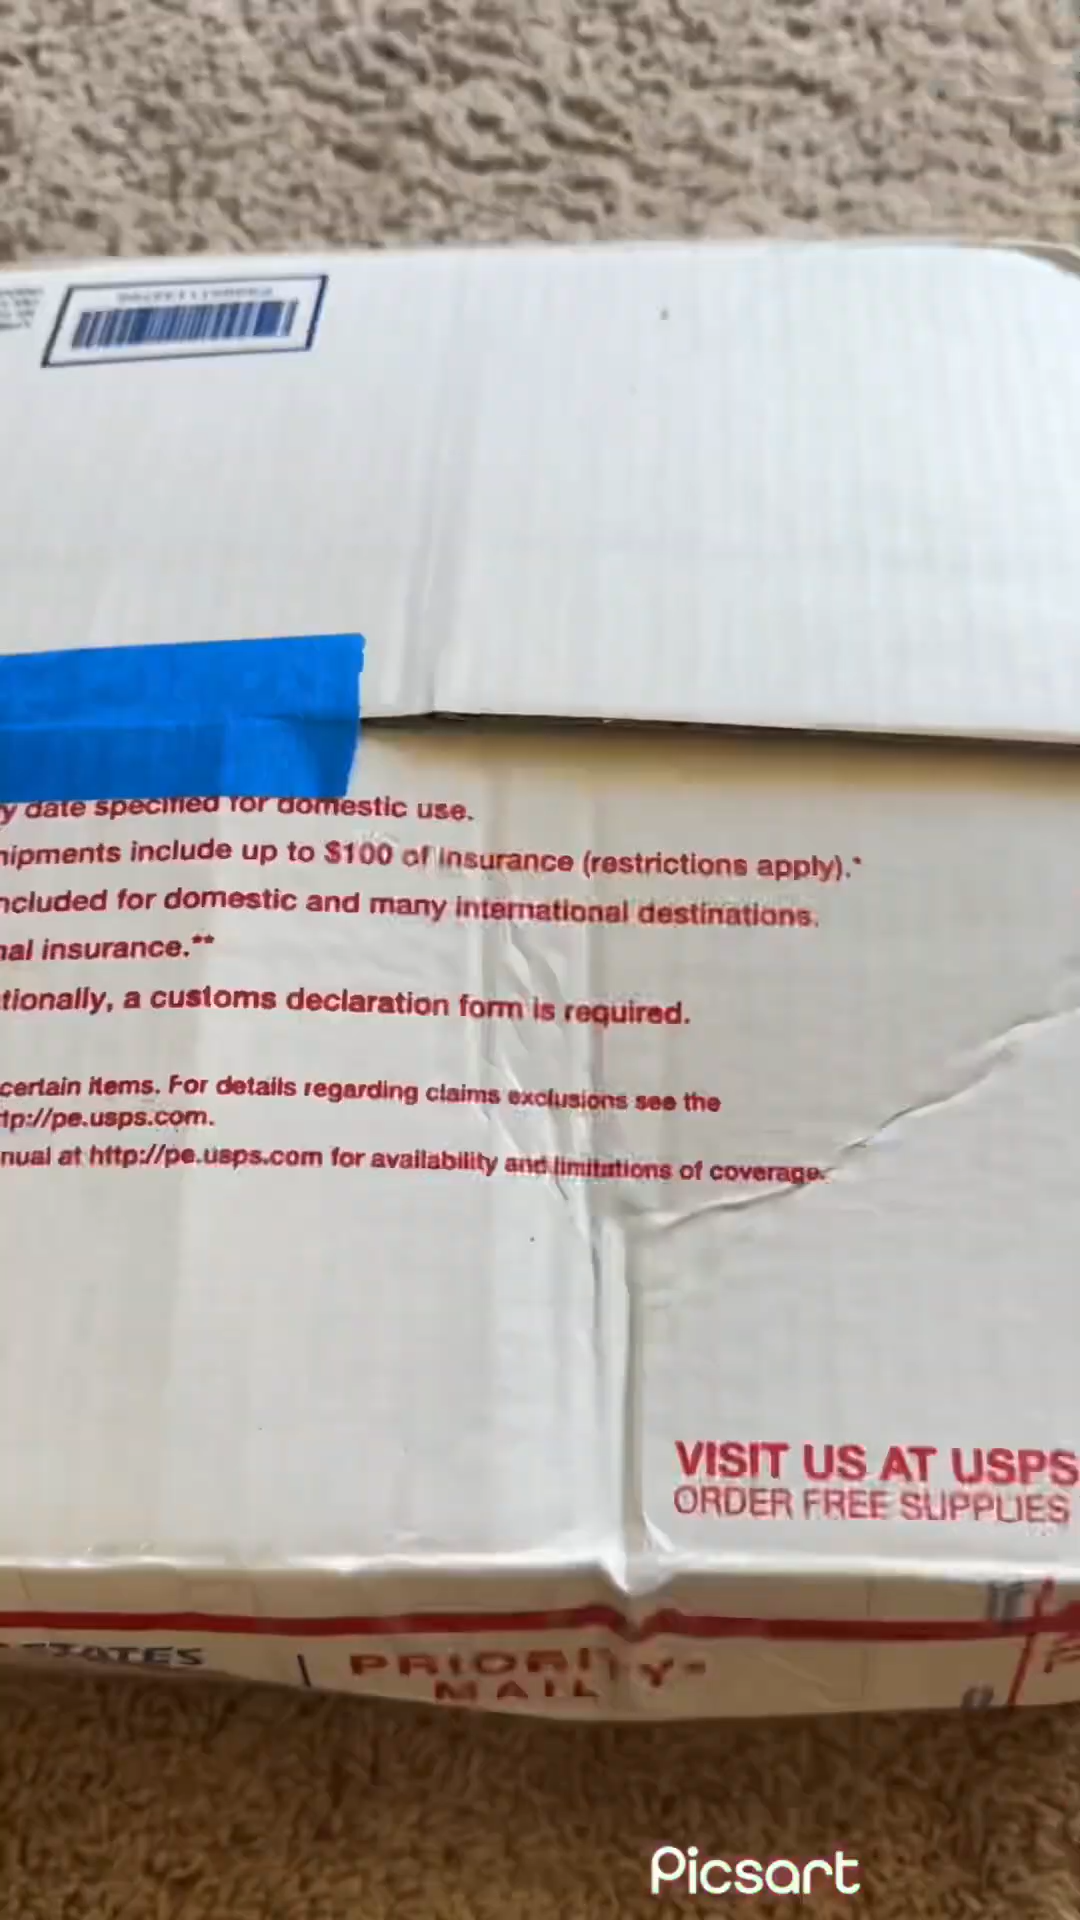 y date specified for domestic use.
hipments include up to $100 of insurance (restrictions apply).*
ncluded for domestic and many international destinations.
nal insurance.**
tionally, a customs declaration form is required.
certain items. For details regarding claims exclusions see the
tp://pe.usps.com.
nual at http://pe.usps.com for availability and limitations of coverage.
VISIT US AT USPS
ORDER FREE SUPPLIES
TATES
PRIORITY
MAIL
Picsart